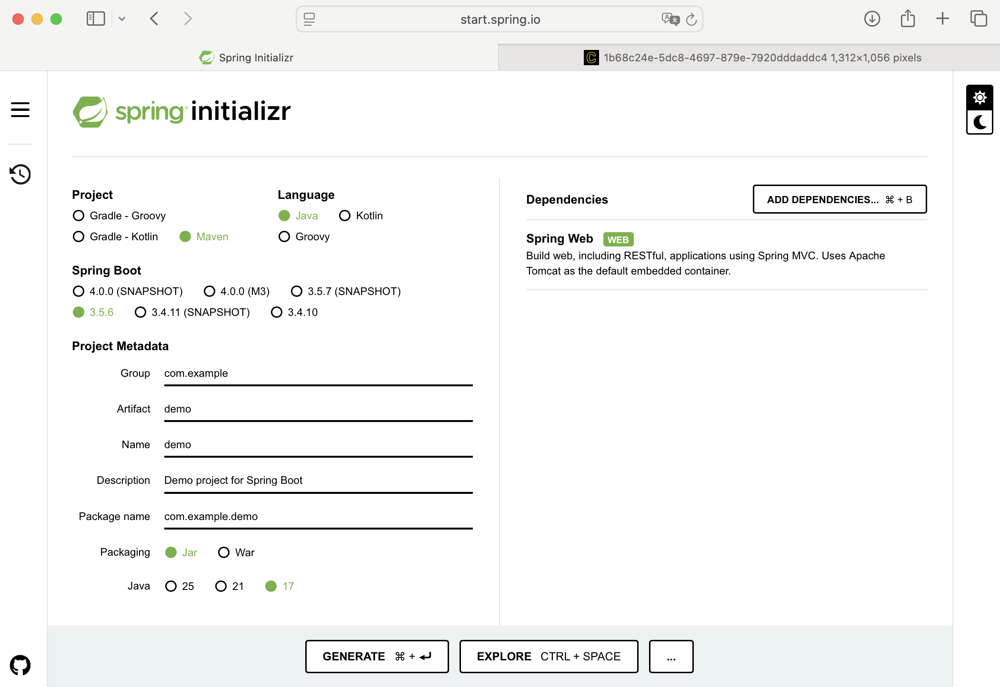 start.spring.io
Spring Initializr
1b68c24e-5dc8-4697-879e-7920dddaddc4 1,312×1,056 pixels
spring initializr
Project
Gradle - Groovy
Gradle - Kotlin Maven
Language
Java Kotlin
Groovy
Spring Boot
4.0.0 (SNAPSHOT) 4.0.0 (M3) 3.5.7 (SNAPSHOT)
3.5.6 3.4.11 (SNAPSHOT) 3.4.10
Project Metadata
Group com.example
Artifact demo
Name demo
Description Demo project for Spring Boot
Package name com.example.demo
Packaging Jar War
Java 25 21 17
Dependencies
ADD DEPENDENCIES... ⌘ + B
Spring Web WEB
Build web, including RESTful, applications using Spring MVC. Uses Apache
Tomcat as the default embedded container.
GENERATE ⌘ + ⏎
EXPLORE CTRL + SPACE
...